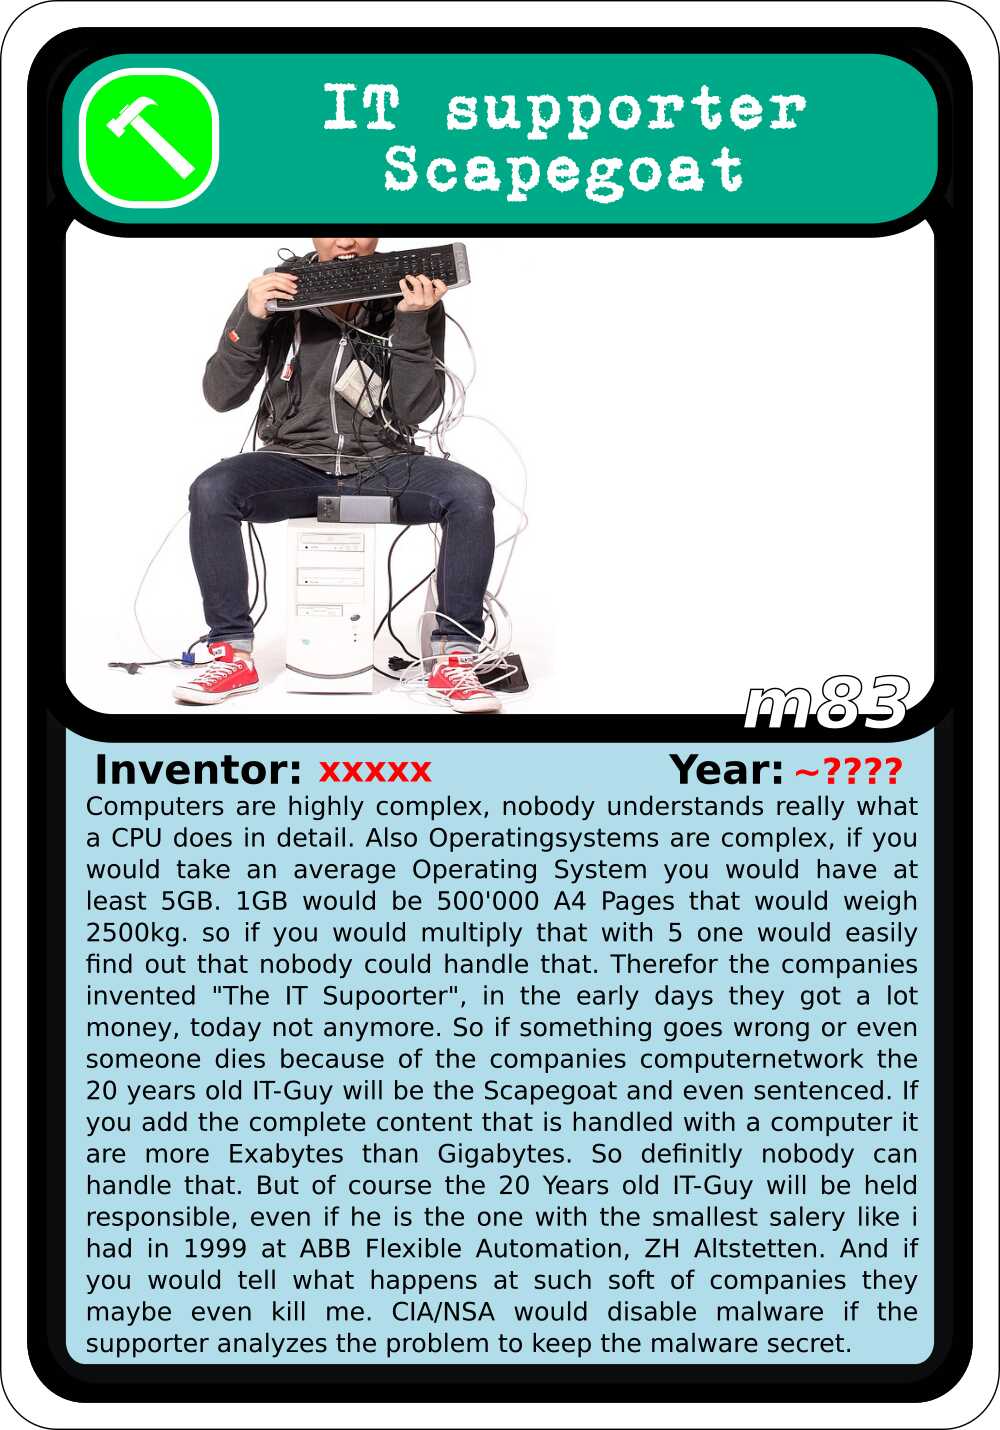 IT supporter
Scapegoat
m83
Inventor: xxxxx Year: ~????
Computers are highly complex, nobody understands really what
a CPU does in detail. Also Operatingsystems are complex, if you
would take an average Operating System you would have at
least 5GB. 1GB would be 500'000 A4 Pages that would weigh
2500kg. so if you would multiply that with 5 one would easily
find out that nobody could handle that. Therefor the companies
invented "The IT Supoorter", in the early days they got a lot
money, today not anymore. So if something goes wrong or even
someone dies because of the companies computernetwork the
20 years old IT-Guy will be the Scapegoat and even sentenced. If
you add the complete content that is handled with a computer it
are more Exabytes than Gigabytes. So definitly nobody can
handle that. But of course the 20 Years old IT-Guy will be held
responsible, even if he is the one with the smallest salery like i
had in 1999 at ABB Flexible Automation, ZH Altstetten. And if
you would tell what happens at such soft of companies they
maybe even kill me. CIA/NSA would disable malware if the
supporter analyzes the problem to keep the malware secret.